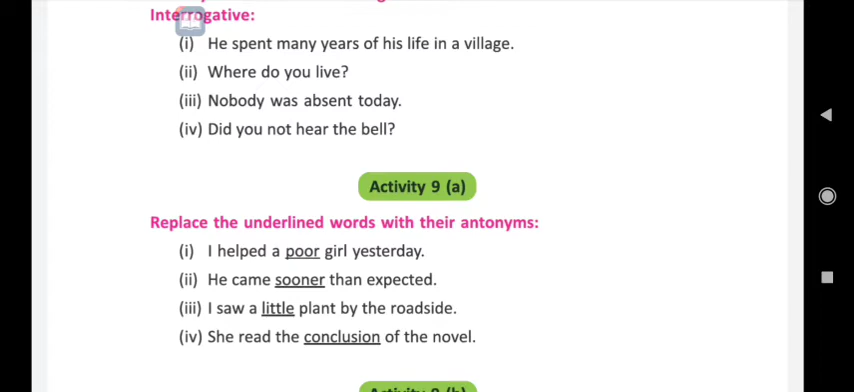 Interrogative:
(i) He spent many years of his life in a village.
(ii) Where do you live?
(iii) Nobody was absent today.
(iv) Did you not hear the bell?
Activity 9 (a)
Replace the underlined words with their antonyms:
(i) I helped a poor girl yesterday.
(ii) He came sooner than expected.
(iii) I saw a little plant by the roadside.
(iv) She read the conclusion of the novel.
Activity 9 (b)